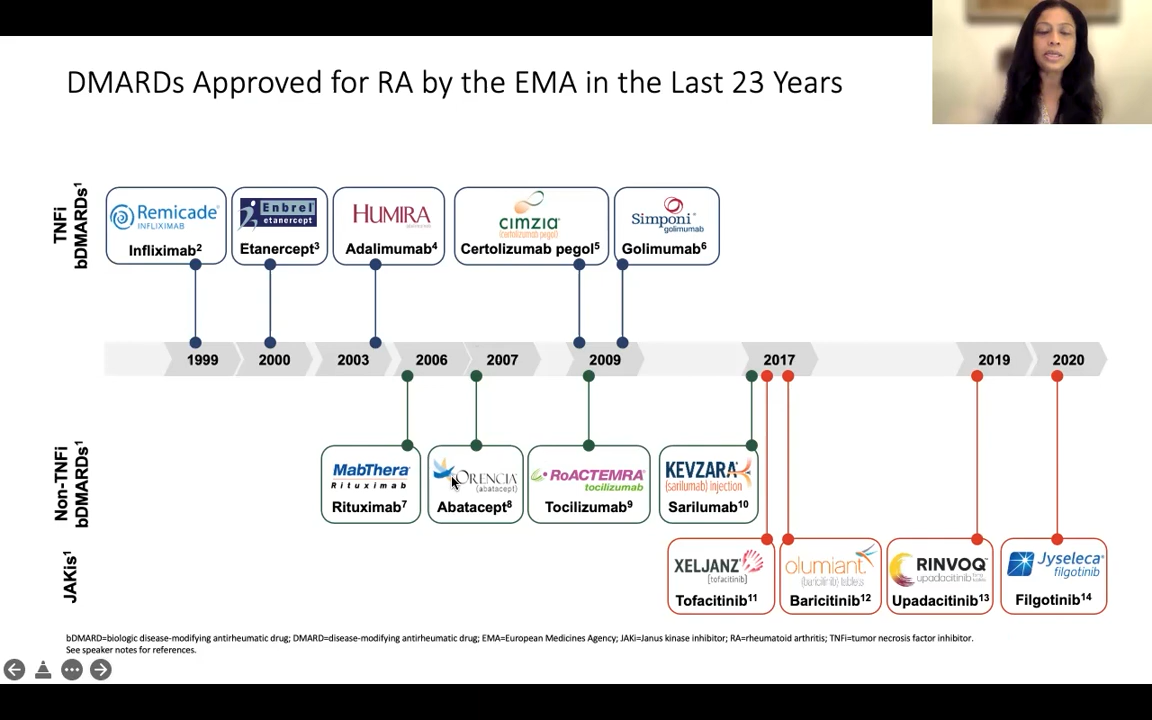 DMARDs Approved for RA by the EMA in the Last 23 Years
TNFi
bDMARDs¹
Remicade®
INFLIXIMAB
Infliximab²
Enbrel®
etanercept
Etanercept³
HUMIRA
Adalimumab⁴
cimzia®
(certolizumab pegol)
Certolizumab pegol⁵
Simponi®
golimumab
Golimumab⁶
1999
2000
2003
2006
2007
2009
2017
2019
2020
Non-TNFi
bDMARDs¹
MabThera®
Rituximab
Rituximab⁷
ORENCIA®
(abatacept)
Abatacept⁸
RoACTEMRA®
tocilizumab
Tocilizumab⁹
KEVZARA®
(sarilumab) injection
Sarilumab¹⁰
JAKis¹
XELJANZ®
[tofacitinib]
Tofacitinib¹¹
olumiant®
(baricitinib) tablets
Baricitinib¹²
RINVOQ™
upadacitinib
Upadacitinib¹³
Jyseleca®
filgotinib
Filgotinib¹⁴
bDMARD=biologic disease-modifying antirheumatic drug; DMARD=disease-modifying antirheumatic drug; EMA=European Medicines Agency; JAKi=Janus kinase inhibitor; RA=rheumatoid arthritis; TNFi=tumor necrosis factor inhibitor.
See speaker notes for references.